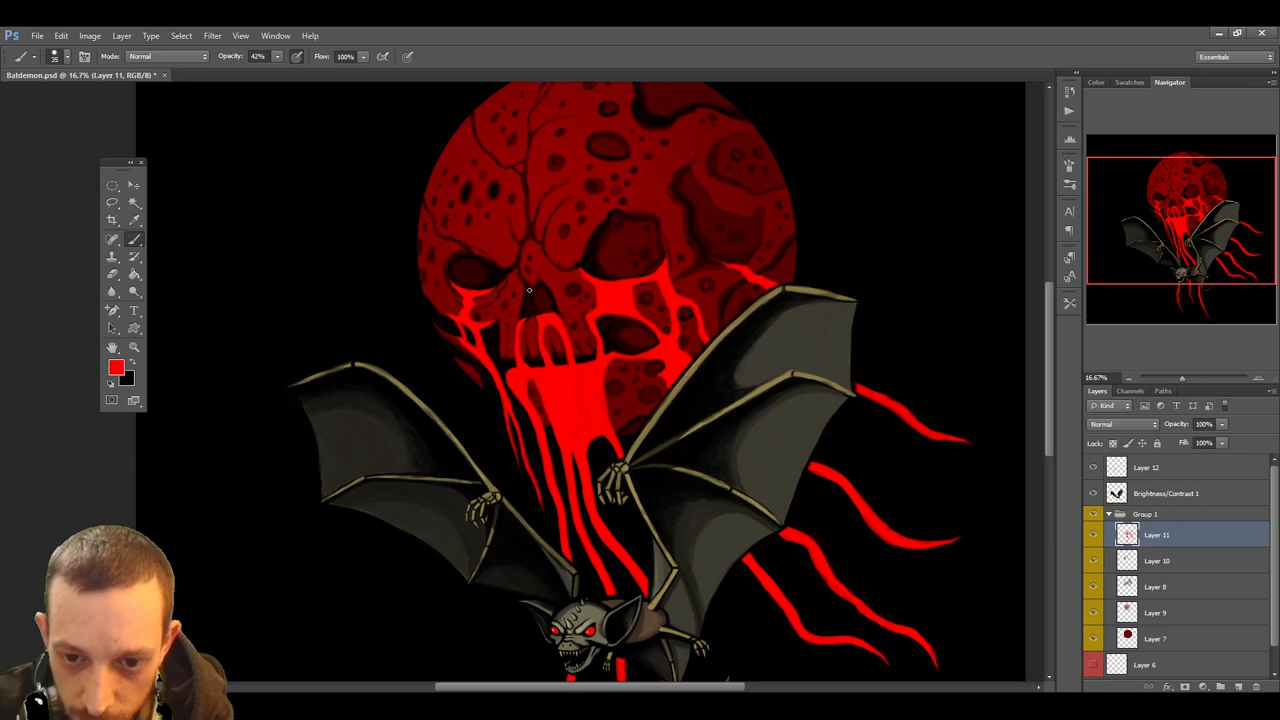 Ps File Edit Image Layer Type Select Filter View Window Help
35 Mode: Normal Opacity: 42% Flow: 100% Essentials
Batdemon.psd @ 16.7% (Layer 11, RGB/8) * ×
Color Swatches Navigator
16.67%
Layers Channels Paths
Kind
Normal Opacity: 100%
Lock: Fill: 100%
Layer 12
Brightness/Contrast 1
Group 1
Layer 11
Layer 10
Layer 8
Layer 9
Layer 7
Layer 6
fx